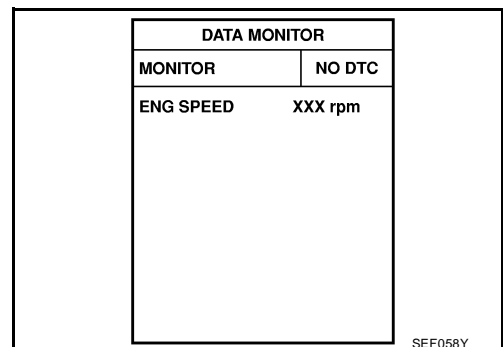 DATA MONITOR
MONITOR NO DTC
ENG SPEED XXX rpm
SEF058Y